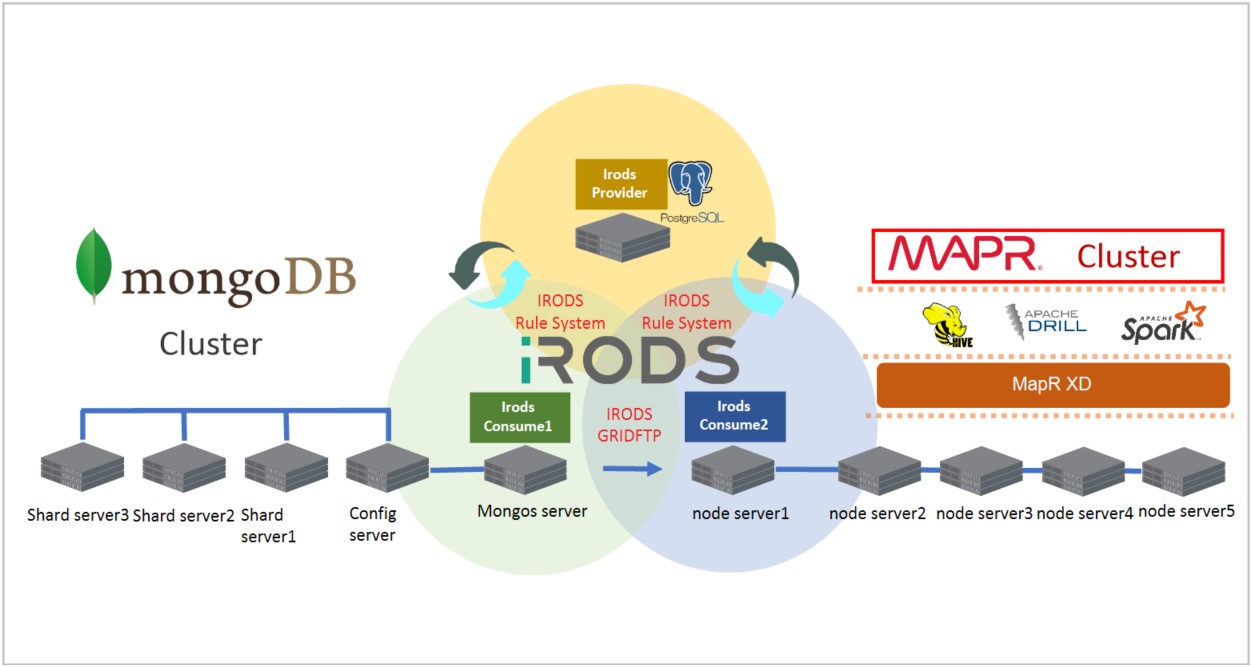 Irods
Provider
PostgreSQL
mongoDB
Cluster
MAPR
Cluster
IRODS
Rule System
IRODS
Rule System
HIVE
APACHE
DRILL
APACHE
Spark
iRODS
MapR XD
Irods
Consume1
IRODS
GRIDFTP
Irods
Consume2
Shard server3
Shard server2
Shard
server1
Config
server
Mongos server
node server1
node server2
node server3
node server4
node server5